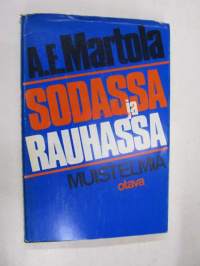 A.E. Martola
SODASSA
ja
RAUHASSA
MUISTELMIA
otava